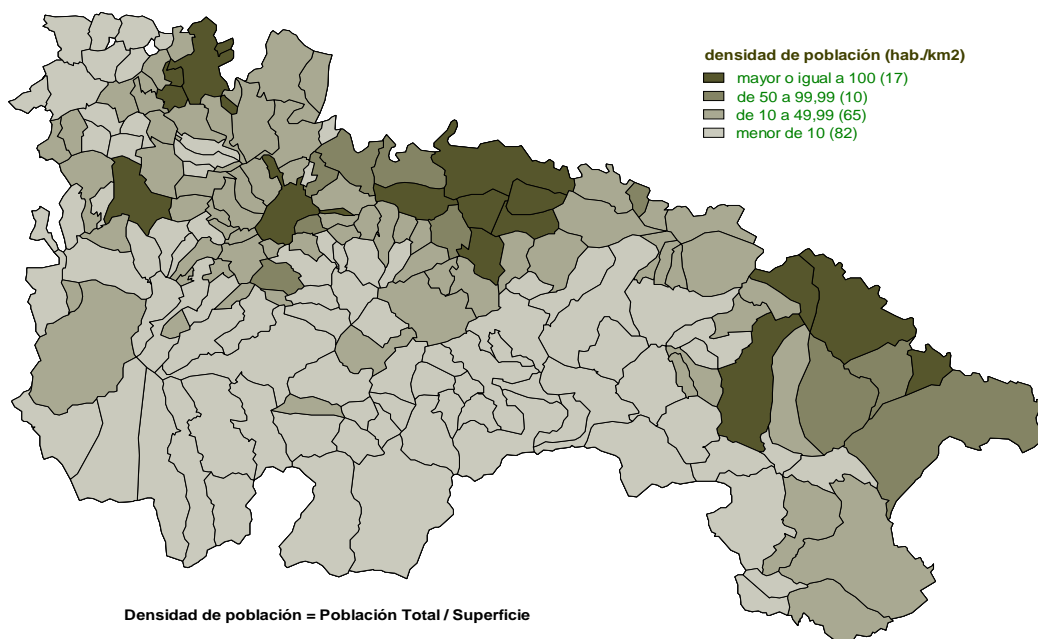 densidad de población (hab./km2)
mayor o igual a 100 (17)
de 50 a 99,99 (10)
de 10 a 49,99 (65)
menor de 10 (82)
Densidad de población = Población Total / Superficie